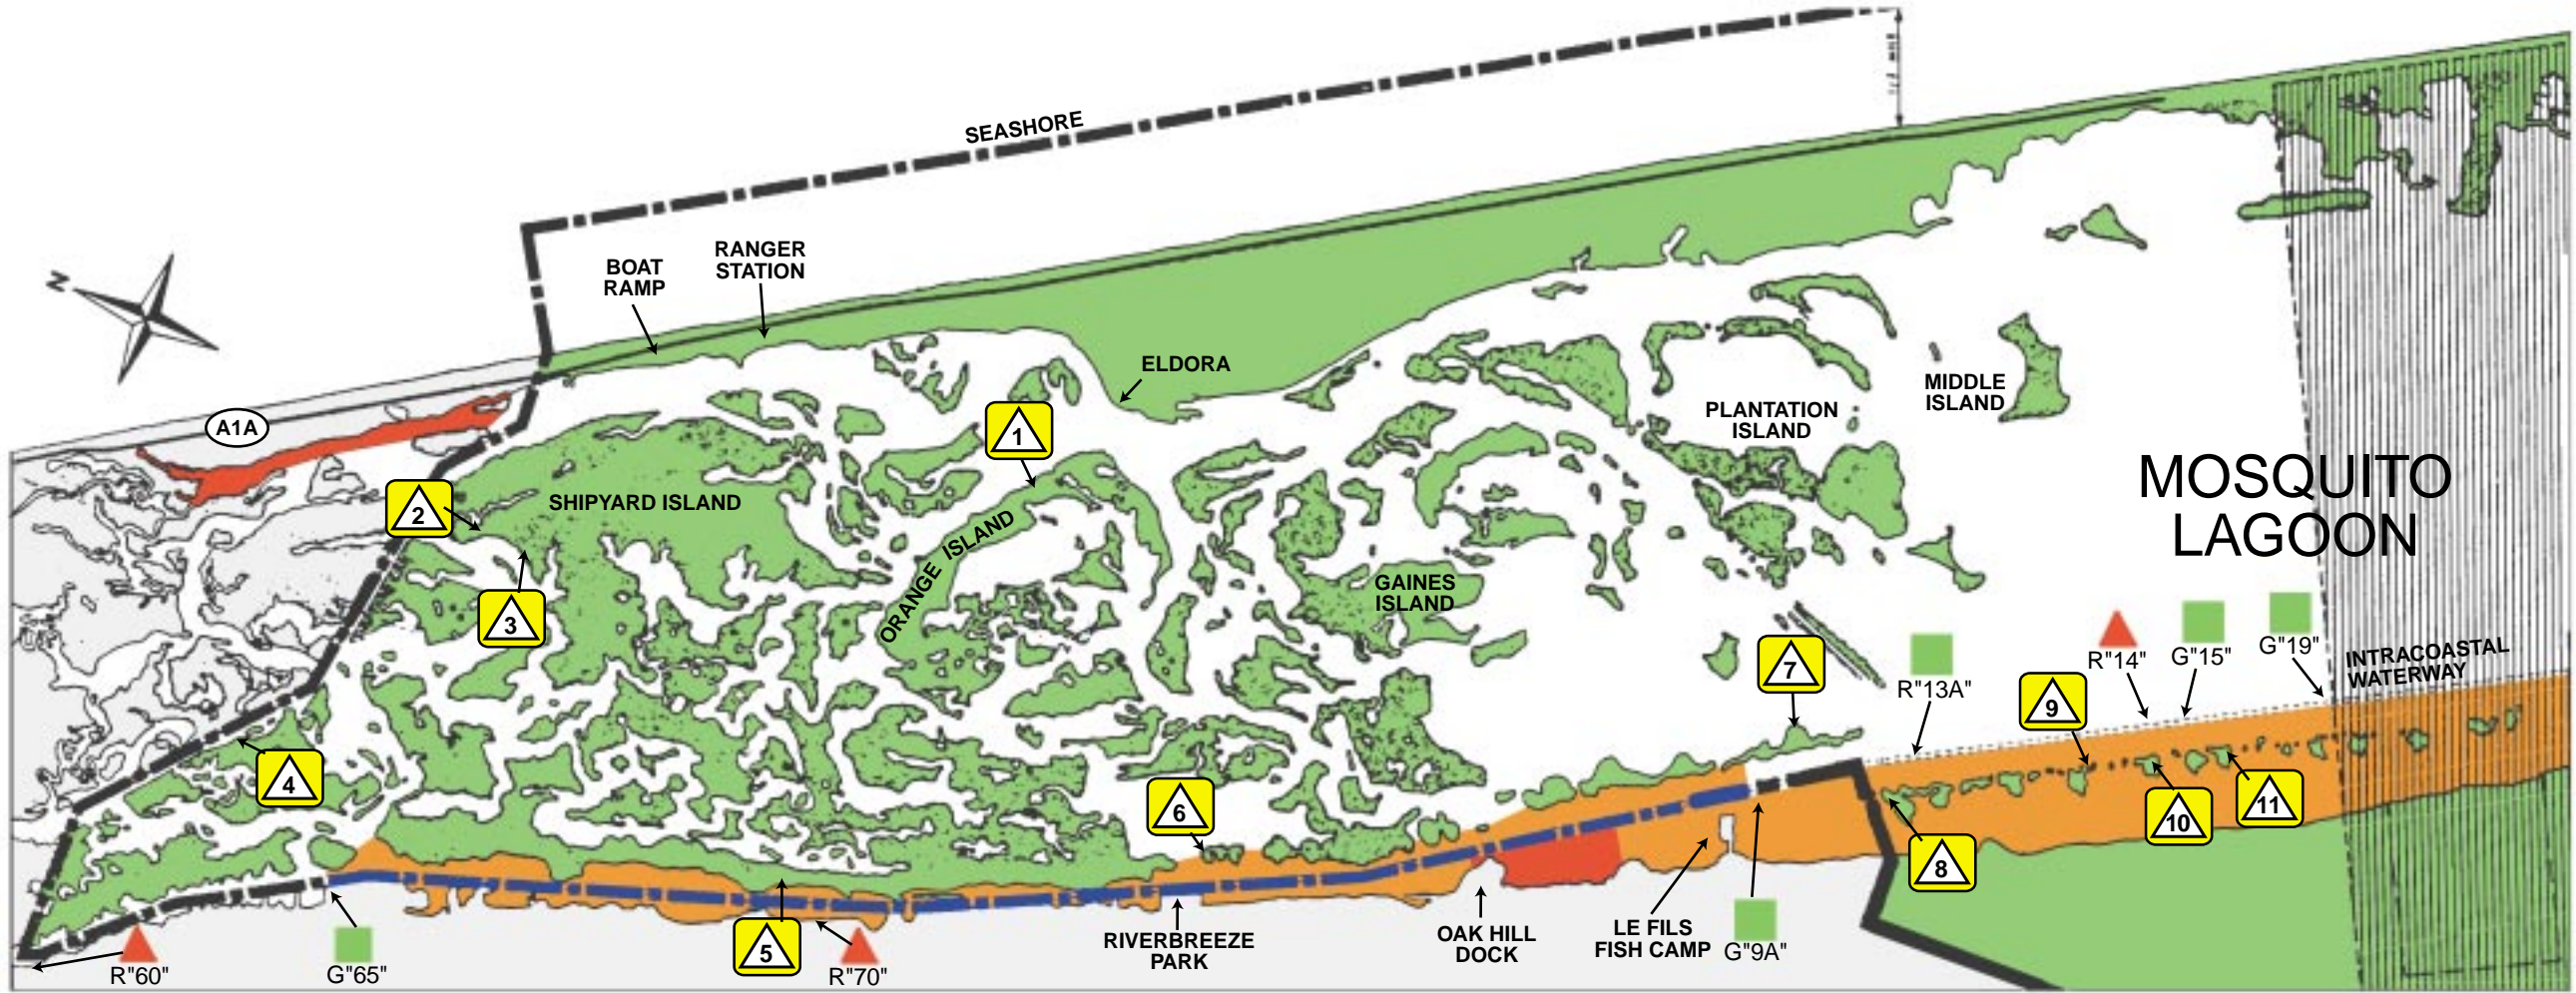 SEASHORE
N
BOAT
RAMP
RANGER
STATION
ELDORA
A1A
1
2
SHIPYARD ISLAND
3
ORANGE ISLAND
GAINES
ISLAND
PLANTATION
ISLAND
MIDDLE
ISLAND
MOSQUITO
LAGOON
4
6
7
R"13A"
9
R"14"
G"15"
G"19"
INTRACOASTAL
WATERWAY
8
10
11
R"60"
G"65"
5
R"70"
RIVERBREEZE
PARK
OAK HILL
DOCK
LE FILS
FISH CAMP
G"9A"